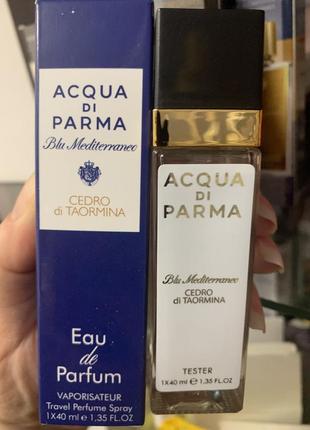 ACQUA
DI
PARMA
Blu Mediterraneo
CEDRO
di TAORMINA
Eau
de
Parfum
VAPORISATEUR
Travel Perfume Spray
1X40 ml ℮ 1,35 FL.OZ
ACQUA
DI
PARMA
Blu Mediterraneo
CEDRO
di TAORMINA
TESTER
1X40 ml ℮ 1,35 FL.OZ